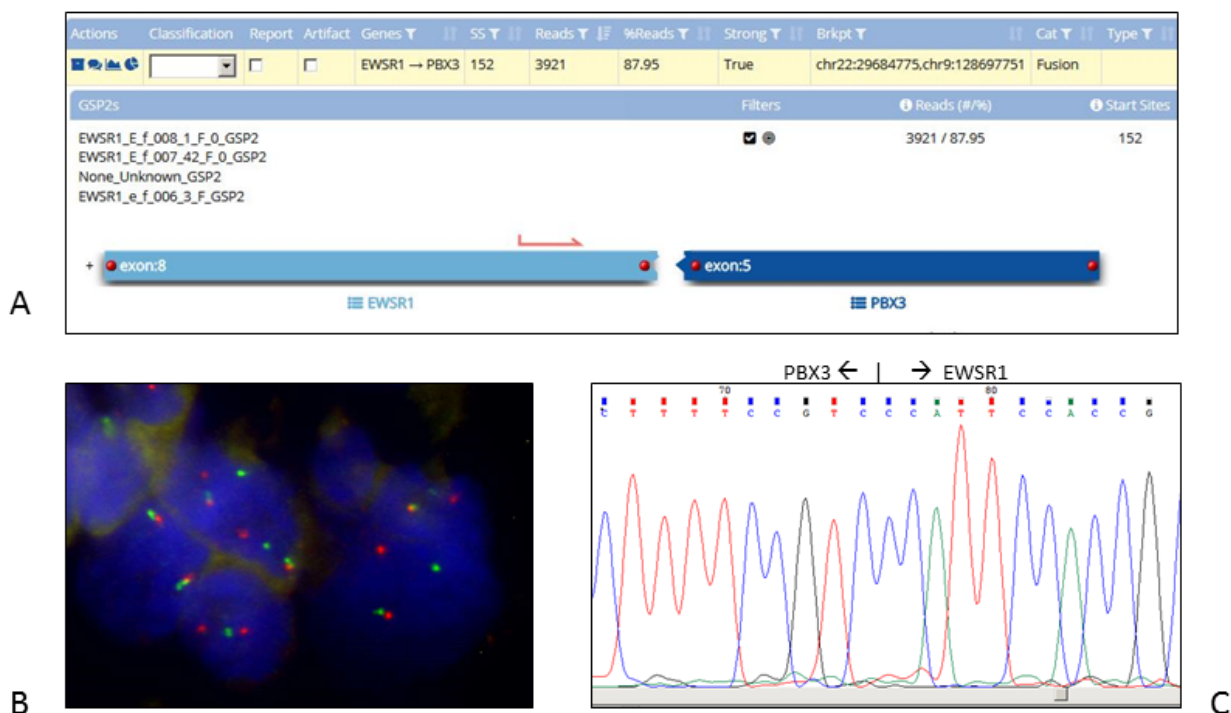 Actions Classification Report Artifact Genes SS Reads %Reads Strong Brkpt Cat Type
EWSR1 → PBX3 152 3921 87.95 True chr22:29684775,chr9:128697751 Fusion
GSP2s Filters Reads (#/%) Start Sites
EWSR1_E_f_008_1_F_0_GSP2 3921 / 87.95 152
EWSR1_E_f_007_42_F_0_GSP2
None_Unknown_GSP2
EWSR1_e_f_006_3_F_GSP2
+ exon:8 exon:5
EWSR1 PBX3
A
PBX3 ← | → EWSR1
70 80
C T T T T C C G T C C C A T T C C A C C G
B
C